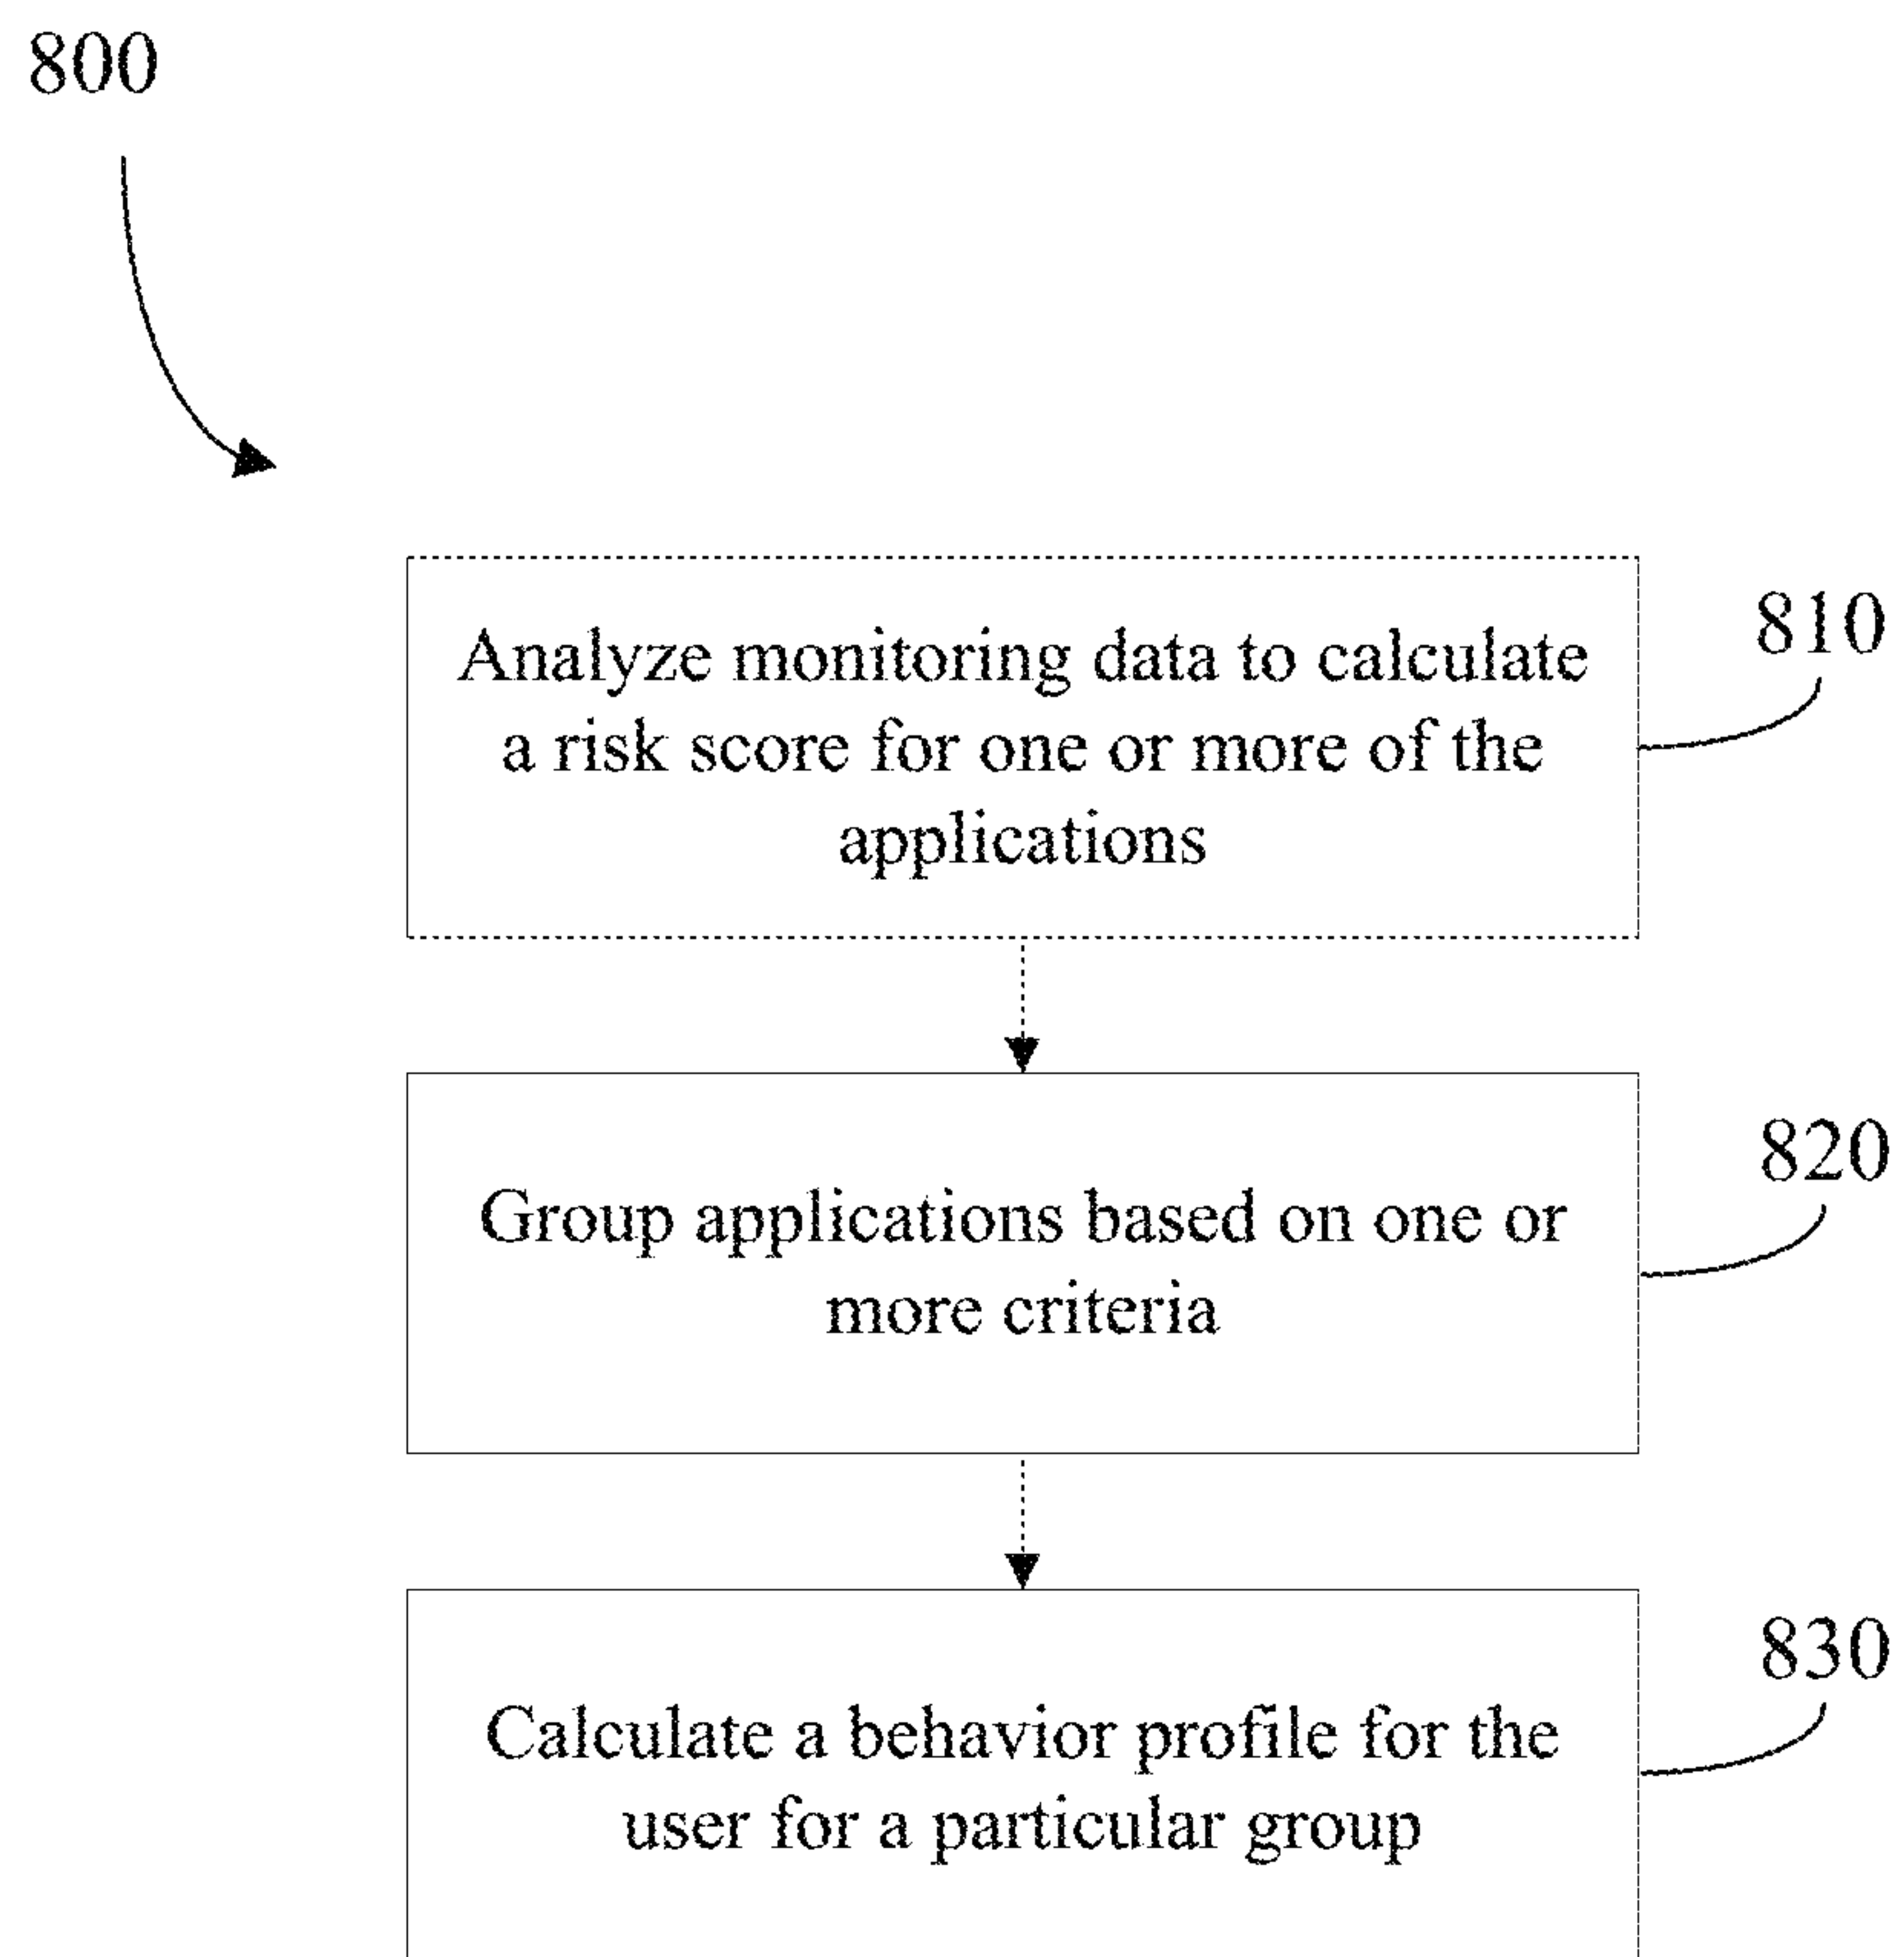 800
Analyze monitoring data to calculate
a risk score for one or more of the
applications
810
Group applications based on one or
more criteria
820
Calculate a behavior profile for the
user for a particular group
830